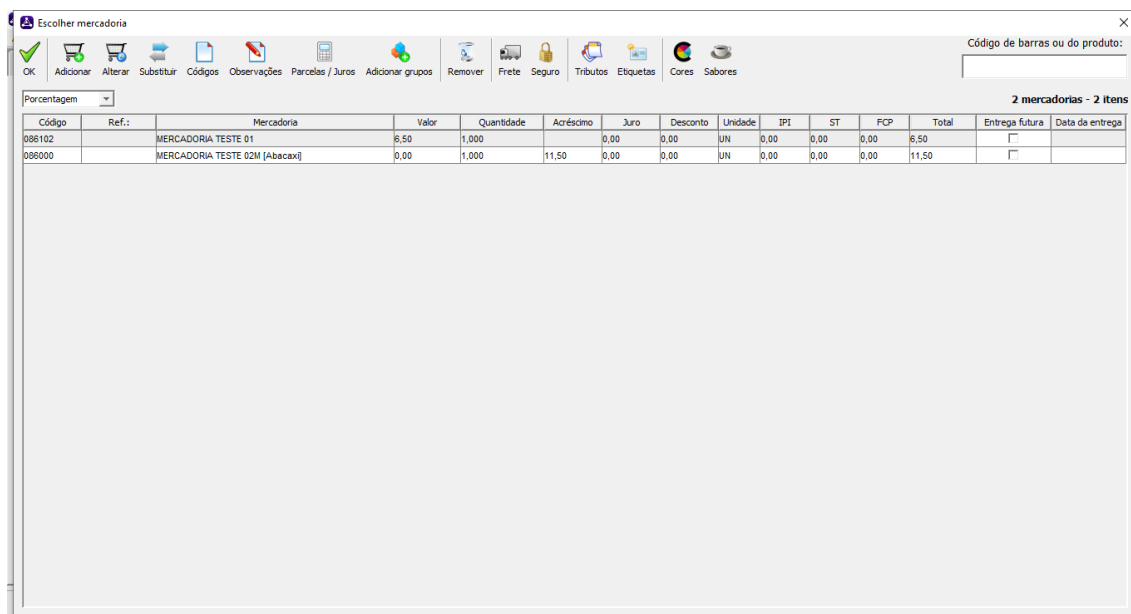 Escolher mercadoria
Código de barras ou do produto:
OK Adicionar Alterar Substituir Códigos Observações Parcelas / Juros Adicionar grupos Remover Frete Seguro Tributos Etiquetas Cores Sabores
Porcentagem 2 mercadorias - 2 itens
Código Ref.: Mercadoria Valor Quantidade Acréscimo Juro Desconto Unidade IPI ST FCP Total Entrega futura Data da entrega
086102 MERCADORIA TESTE 01 6,50 1,000 0,00 0,00 UN 0,00 0,00 0,00 6,50
086000 MERCADORIA TESTE 02M [Abacaxi] 0,00 1,000 11,50 0,00 0,00 UN 0,00 0,00 0,00 11,50